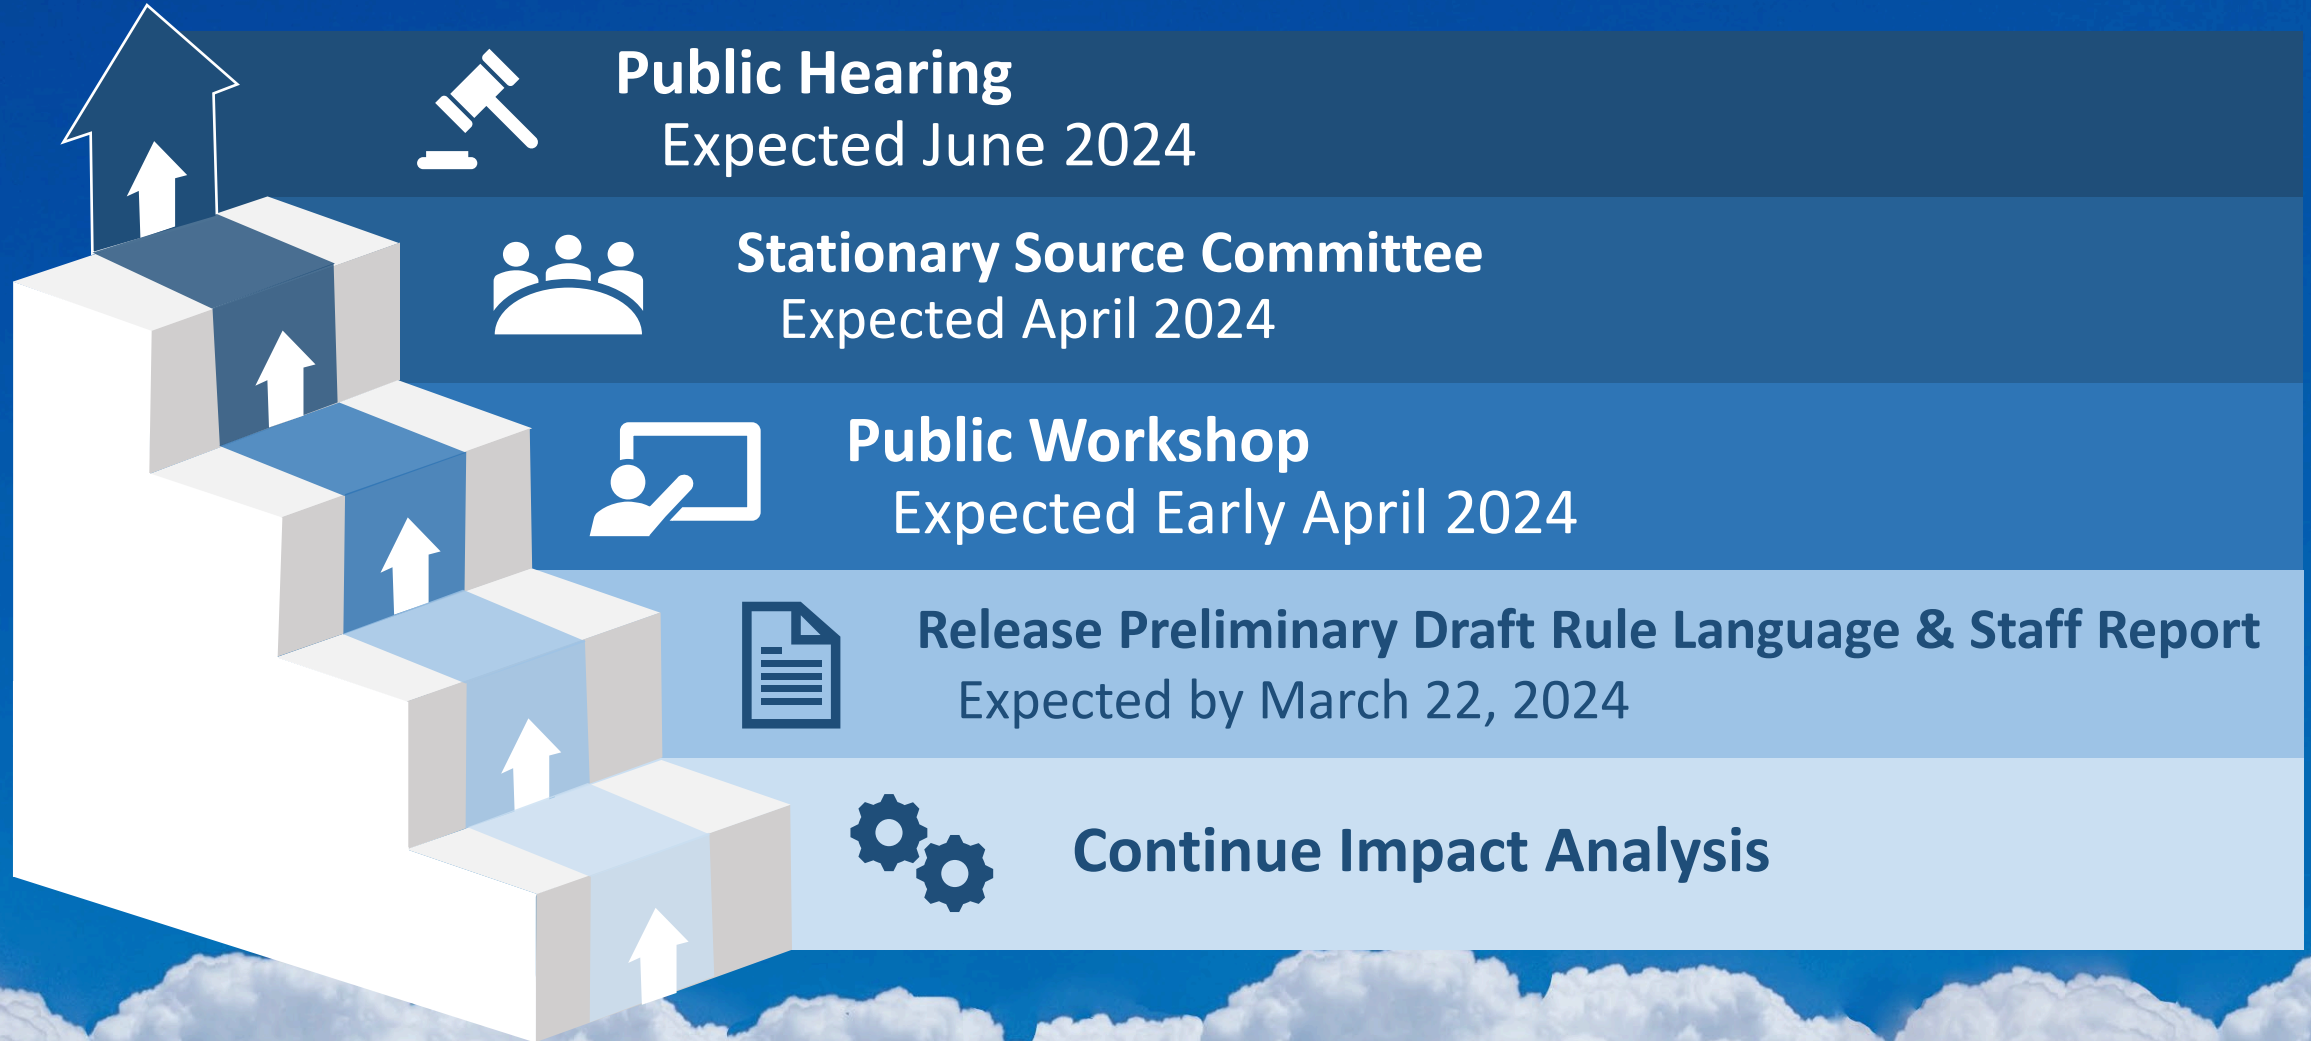 Public Hearing
Expected June 2024
Stationary Source Committee
Expected April 2024
Public Workshop
Expected Early April 2024
Release Preliminary Draft Rule Language & Staff Report
Expected by March 22, 2024
Continue Impact Analysis